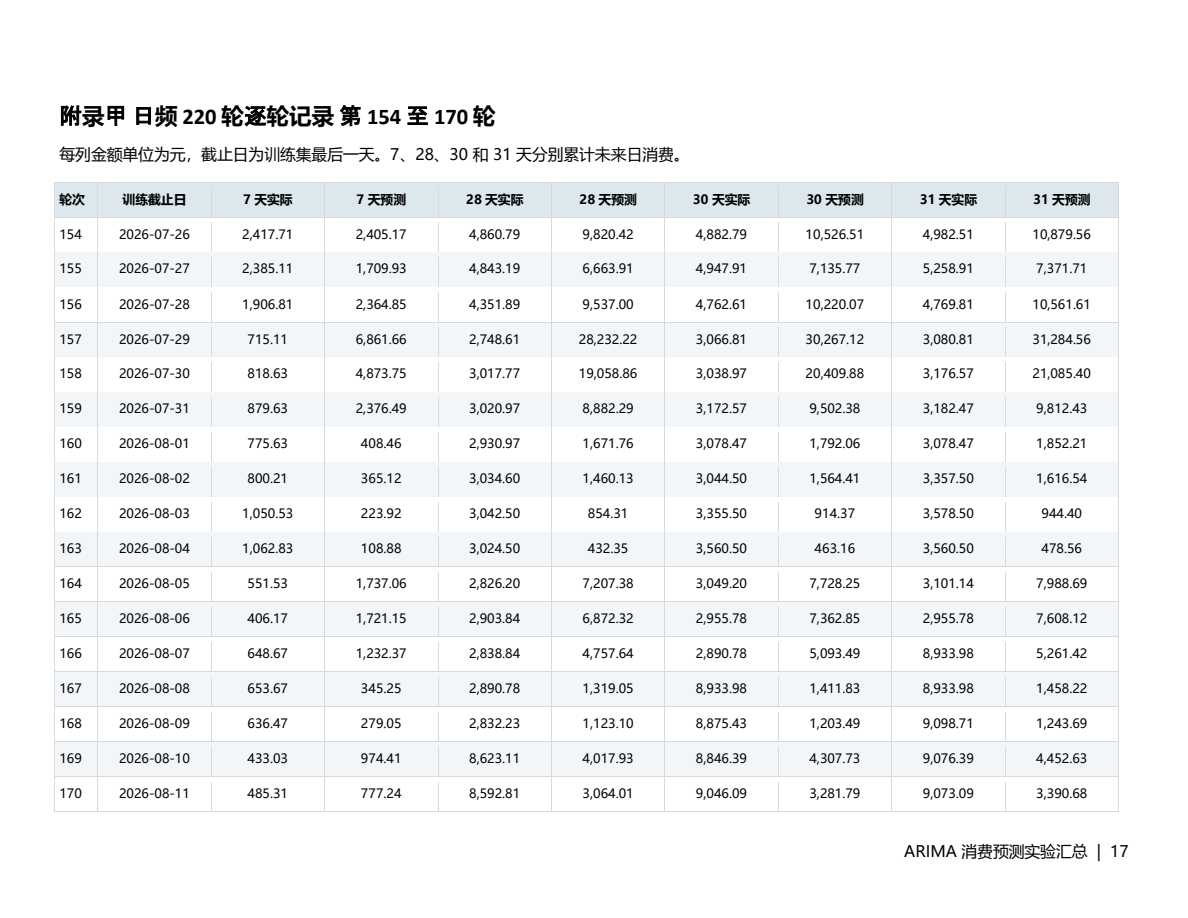 附录甲 日频 220 轮逐轮记录 第 154 至 170 轮
每列金额单位为元，截止日为训练集最后一天。7、28、30 和 31 天分别累计未来日消费。
轮次 训练截止日 7 天实际 7 天预测 28 天实际 28 天预测 30 天实际 30 天预测 31 天实际 31 天预测
154 2026-07-26 2,417.71 2,405.17 4,860.79 9,820.42 4,882.79 10,526.51 4,982.51 10,879.56
155 2026-07-27 2,385.11 1,709.93 4,843.19 6,663.91 4,947.91 7,135.77 5,258.91 7,371.71
156 2026-07-28 1,906.81 2,364.85 4,351.89 9,537.00 4,762.61 10,220.07 4,769.81 10,561.61
157 2026-07-29 715.11 6,861.66 2,748.61 28,232.22 3,066.81 30,267.12 3,080.81 31,284.56
158 2026-07-30 818.63 4,873.75 3,017.77 19,058.86 3,038.97 20,409.88 3,176.57 21,085.40
159 2026-07-31 879.63 2,376.49 3,020.97 8,882.29 3,172.57 9,502.38 3,182.47 9,812.43
160 2026-08-01 775.63 408.46 2,930.97 1,671.76 3,078.47 1,792.06 3,078.47 1,852.21
161 2026-08-02 800.21 365.12 3,034.60 1,460.13 3,044.50 1,564.41 3,357.50 1,616.54
162 2026-08-03 1,050.53 223.92 3,042.50 854.31 3,355.50 914.37 3,578.50 944.40
163 2026-08-04 1,062.83 108.88 3,024.50 432.35 3,560.50 463.16 3,560.50 478.56
164 2026-08-05 551.53 1,737.06 2,826.20 7,207.38 3,049.20 7,728.25 3,101.14 7,988.69
165 2026-08-06 406.17 1,721.15 2,903.84 6,872.32 2,955.78 7,362.85 2,955.78 7,608.12
166 2026-08-07 648.67 1,232.37 2,838.84 4,757.64 2,890.78 5,093.49 8,933.98 5,261.42
167 2026-08-08 653.67 345.25 2,890.78 1,319.05 8,933.98 1,411.83 8,933.98 1,458.22
168 2026-08-09 636.47 279.05 2,832.23 1,123.10 8,875.43 1,203.49 9,098.71 1,243.69
169 2026-08-10 433.03 974.41 8,623.11 4,017.93 8,846.39 4,307.73 9,076.39 4,452.63
170 2026-08-11 485.31 777.24 8,592.81 3,064.01 9,046.09 3,281.79 9,073.09 3,390.68
ARIMA 消费预测实验汇总 | 17